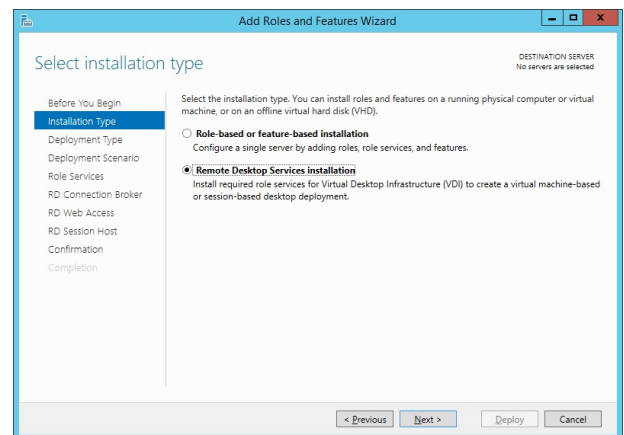 Add Roles and Features Wizard
Select installation type
DESTINATION SERVER
No servers are selected
Before You Begin
Installation Type
Deployment Type
Deployment Scenario
Role Services
RD Connection Broker
RD Web Access
RD Session Host
Confirmation
Completion
Select the installation type. You can install roles and features on a running physical computer or virtual
machine, or on an offline virtual hard disk (VHD).
Role-based or feature-based installation
Configure a single server by adding roles, role services, and features.
Remote Desktop Services installation
Install required role services for Virtual Desktop Infrastructure (VDI) to create a virtual machine-based
or session-based desktop deployment.
< Previous Next > Deploy Cancel